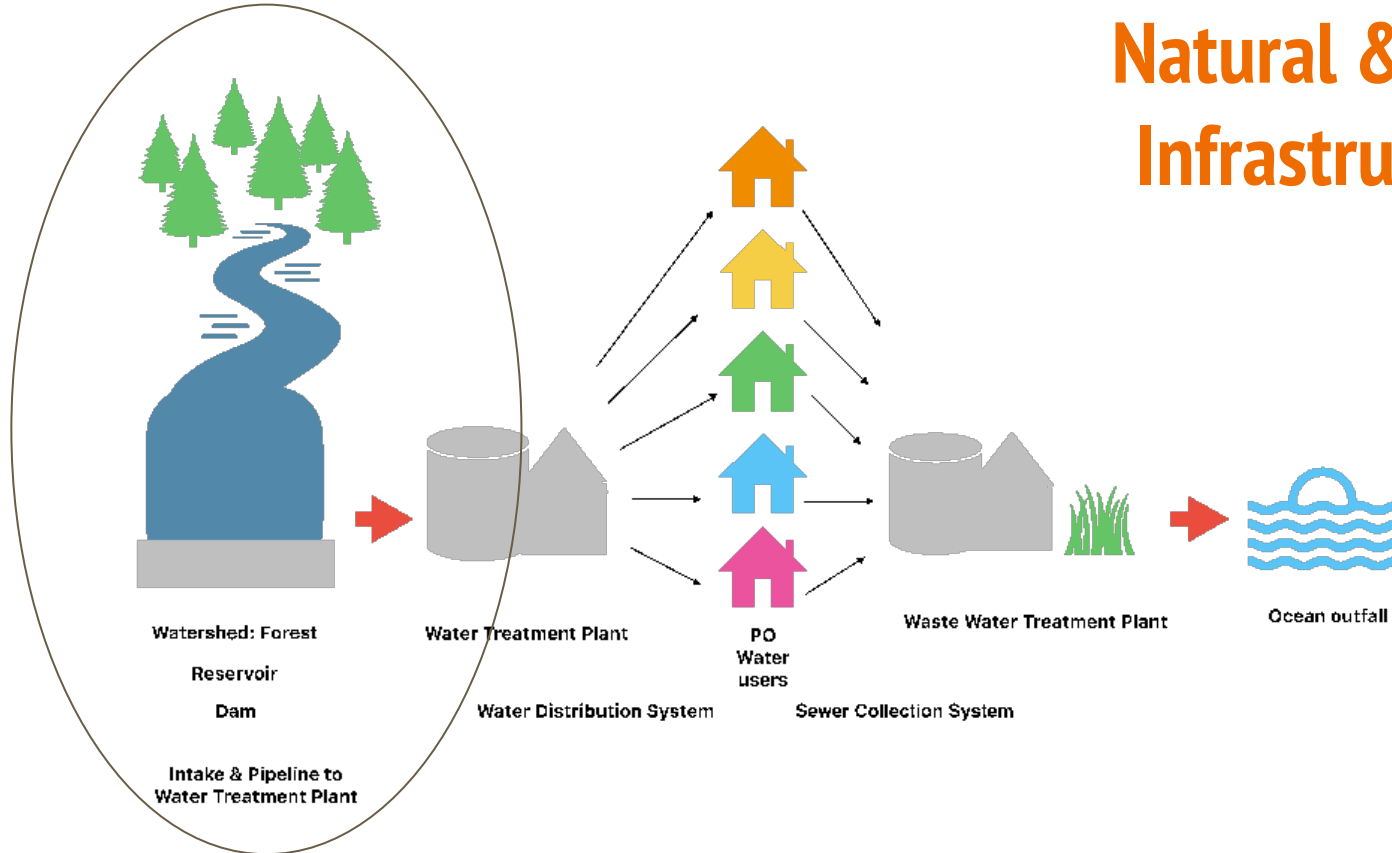 Natural &
Infrastru
Watershed: Forest
Reservoir
Dam
Intake & Pipeline to
Water Treatment Plant
Water Treatment Plant
Water Distribution System
PO
Water
users
Sewer Collection System
Waste Water Treatment Plant
Ocean outfall